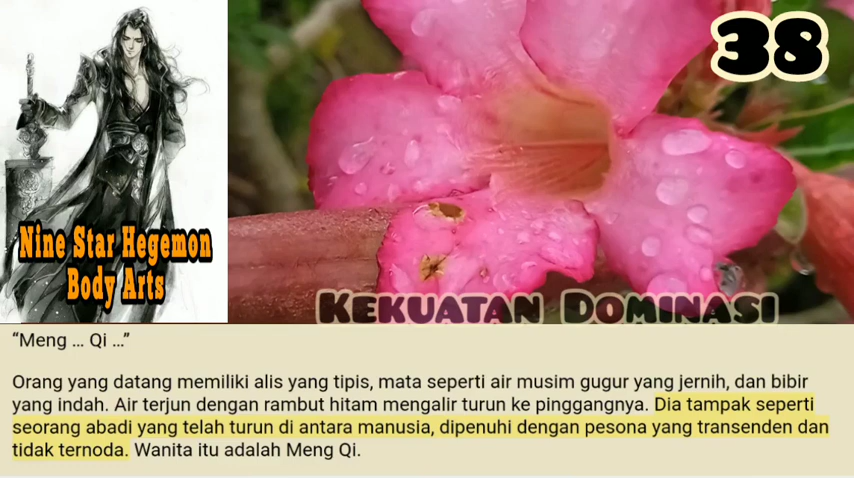 38
Nine Star Hegemon
Body Arts
Kekuatan Dominasi
“Meng ... Qi ...”
Orang yang datang memiliki alis yang tipis, mata seperti air musim gugur yang jernih, dan bibir
yang indah. Air terjun dengan rambut hitam mengalir turun ke pinggangnya. Dia tampak seperti
seorang abadi yang telah turun di antara manusia, dipenuhi dengan pesona yang transenden dan
tidak ternoda. Wanita itu adalah Meng Qi.